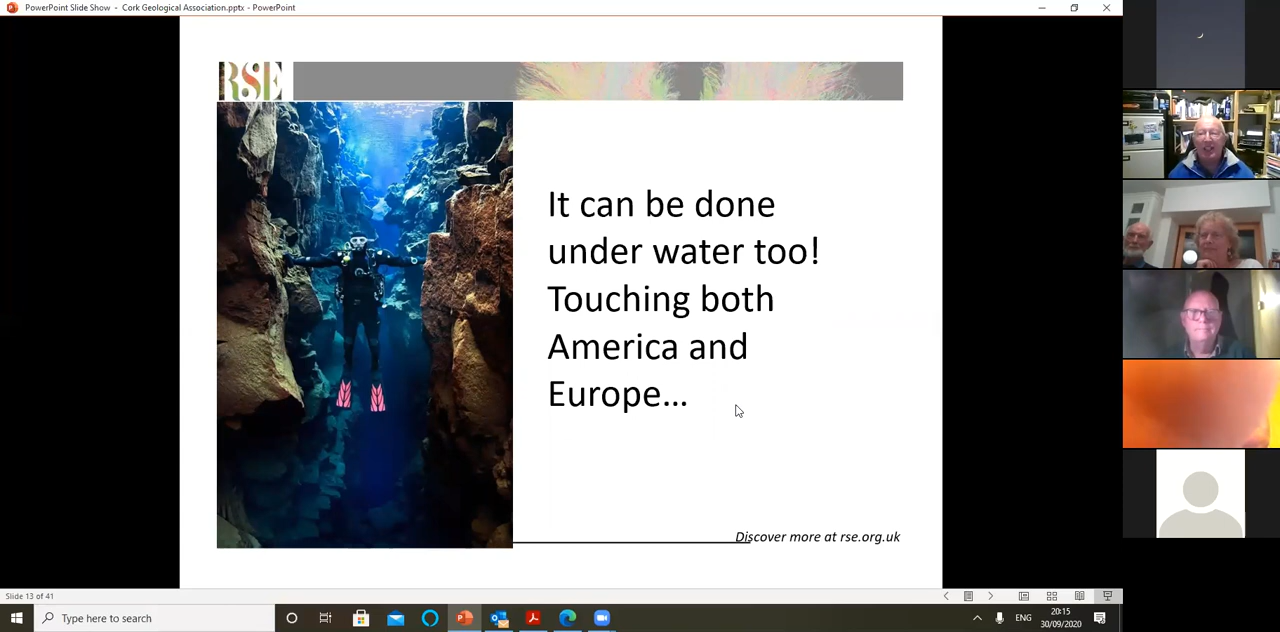 PowerPoint Slide Show - Cork Geological Association.pptx - PowerPoint
RSE
It can be done
under water too!
Touching both
America and
Europe...
Discover more at rse.org.uk
Slide 13 of 41
Type here to search
ENG
20:15
30/09/2020